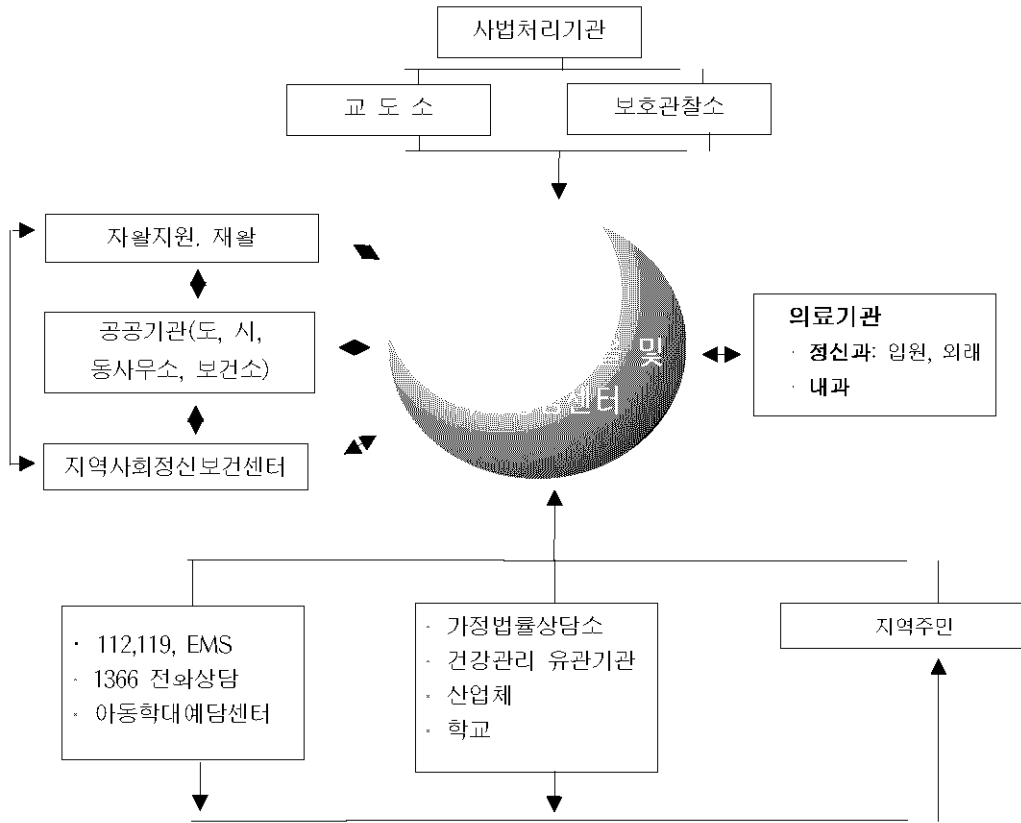 사법처리기관
교 도 소
보호관찰소
자활지원, 재활
공공기관(도, 시,
동사무소, 보건소)
지역사회정신보건센터
및
센터
의료기관
· 정신과: 입원, 외래
· 내과
· 112,119, EMS
· 1366 전화상담
· 아동학대예담센터
· 가정법률상담소
· 건강관리 유관기관
· 산업체
· 학교
지역주민